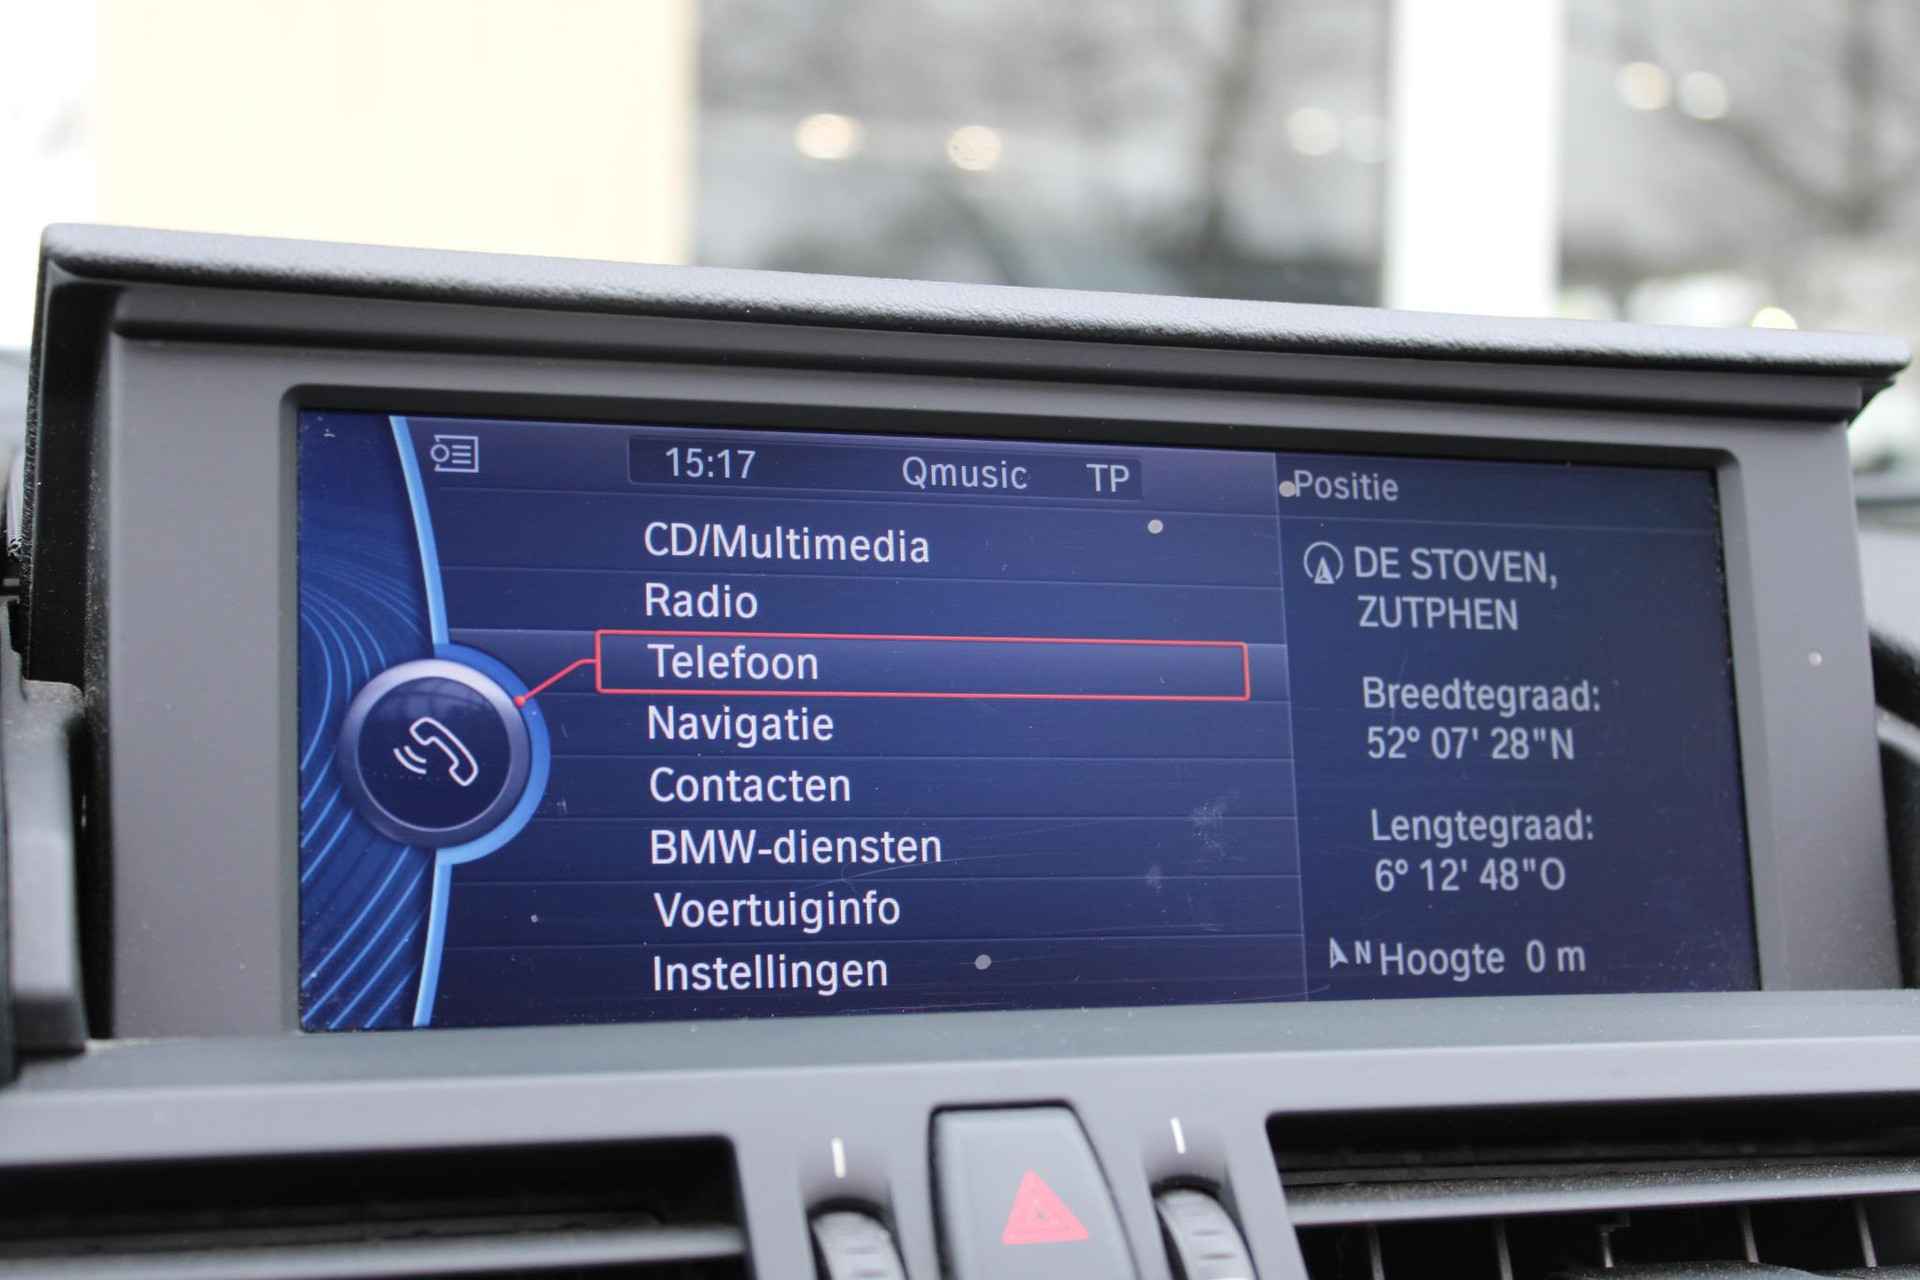 15:17 Qmusic TP
CD/Multimedia
Radio
Telefoon
Navigatie
Contacten
BMW-diensten
Voertuiginfo
Instellingen
Positie
DE STOVEN,
ZUTPHEN
Breedtegraad:
52° 07' 28"N
Lengtegraad:
6° 12' 48"O
N Hoogte 0 m